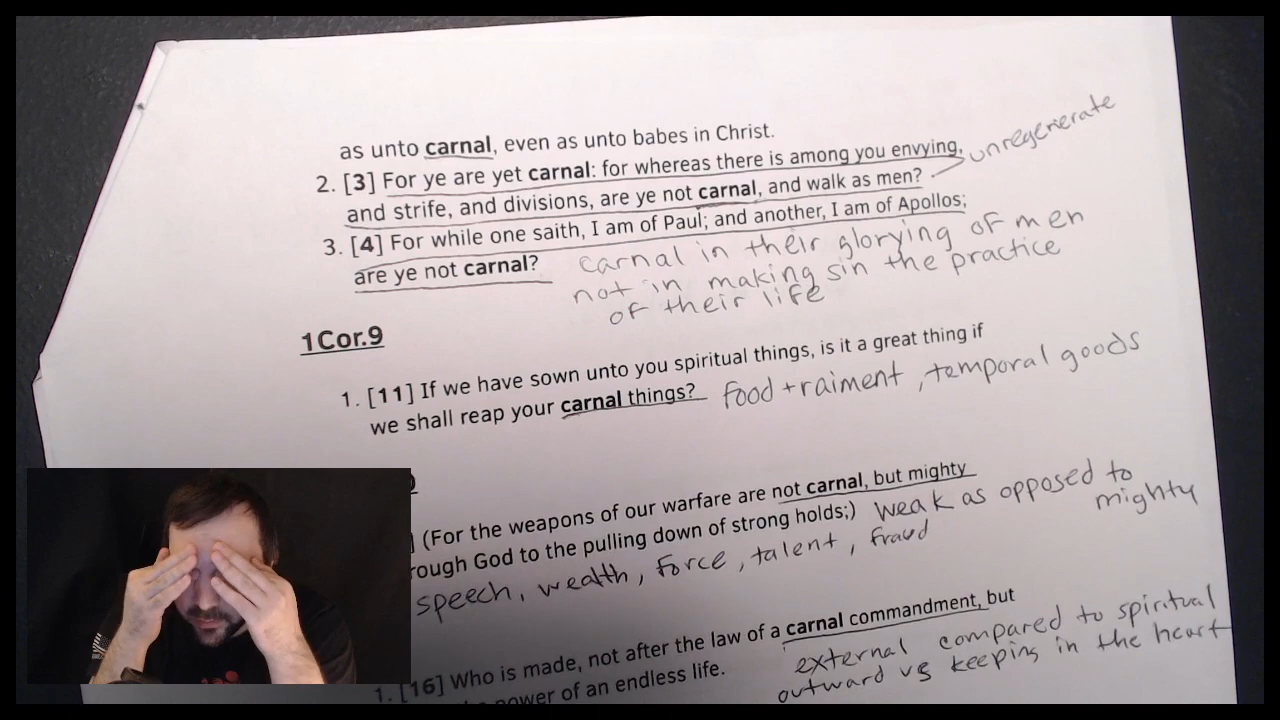 as unto carnal, even as unto babes in Christ.
2. [3] For ye are yet carnal: for whereas there is among you envying,
and strife, and divisions, are ye not carnal, and walk as men?
unregenerate
3. [4] For while one saith, I am of Paul; and another, I am of Apollos;
are ye not carnal?
carnal in their glorying of men
not in making sin the practice
of their life
1Cor.9
1. [11] If we have sown unto you spiritual things, is it a great thing if
we shall reap your carnal things?
food + raiment, temporal goods
] (For the weapons of our warfare are not carnal, but mighty
rough God to the pulling down of strong holds;)
weak as opposed to
mighty
speech, wealth, force, talent, fraud
1. [16] Who is made, not after the law of a carnal commandment, but
power of an endless life.
external compared to spiritual
outward vs keeping in the heart